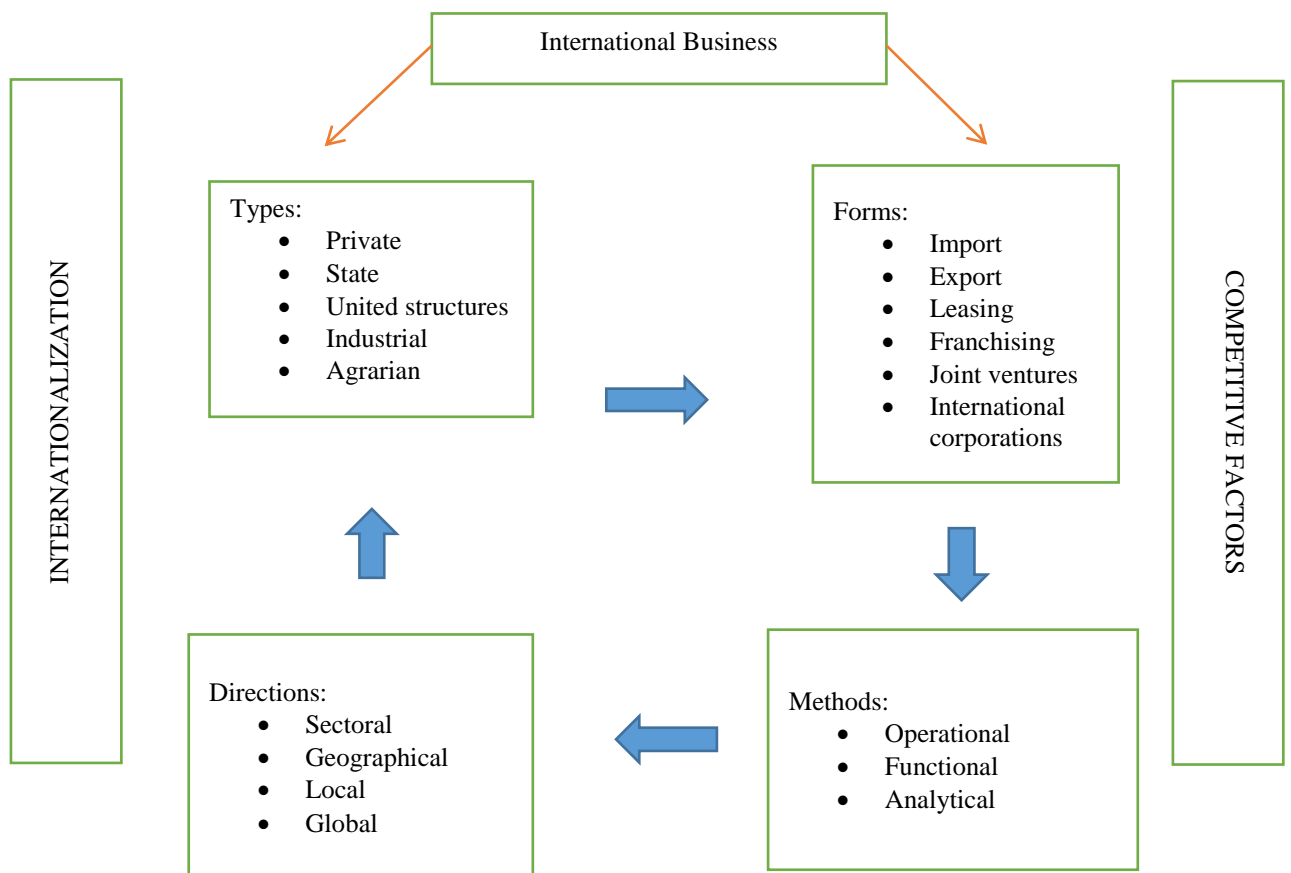 International Business
INTERNATIONALIZATION
Types:
• Private
• State
• United structures
• Industrial
• Agrarian
Forms:
• Import
• Export
• Leasing
• Franchising
• Joint ventures
• International
corporations
COMPETITIVE FACTORS
Directions:
• Sectoral
• Geographical
• Local
• Global
Methods:
• Operational
• Functional
• Analytical